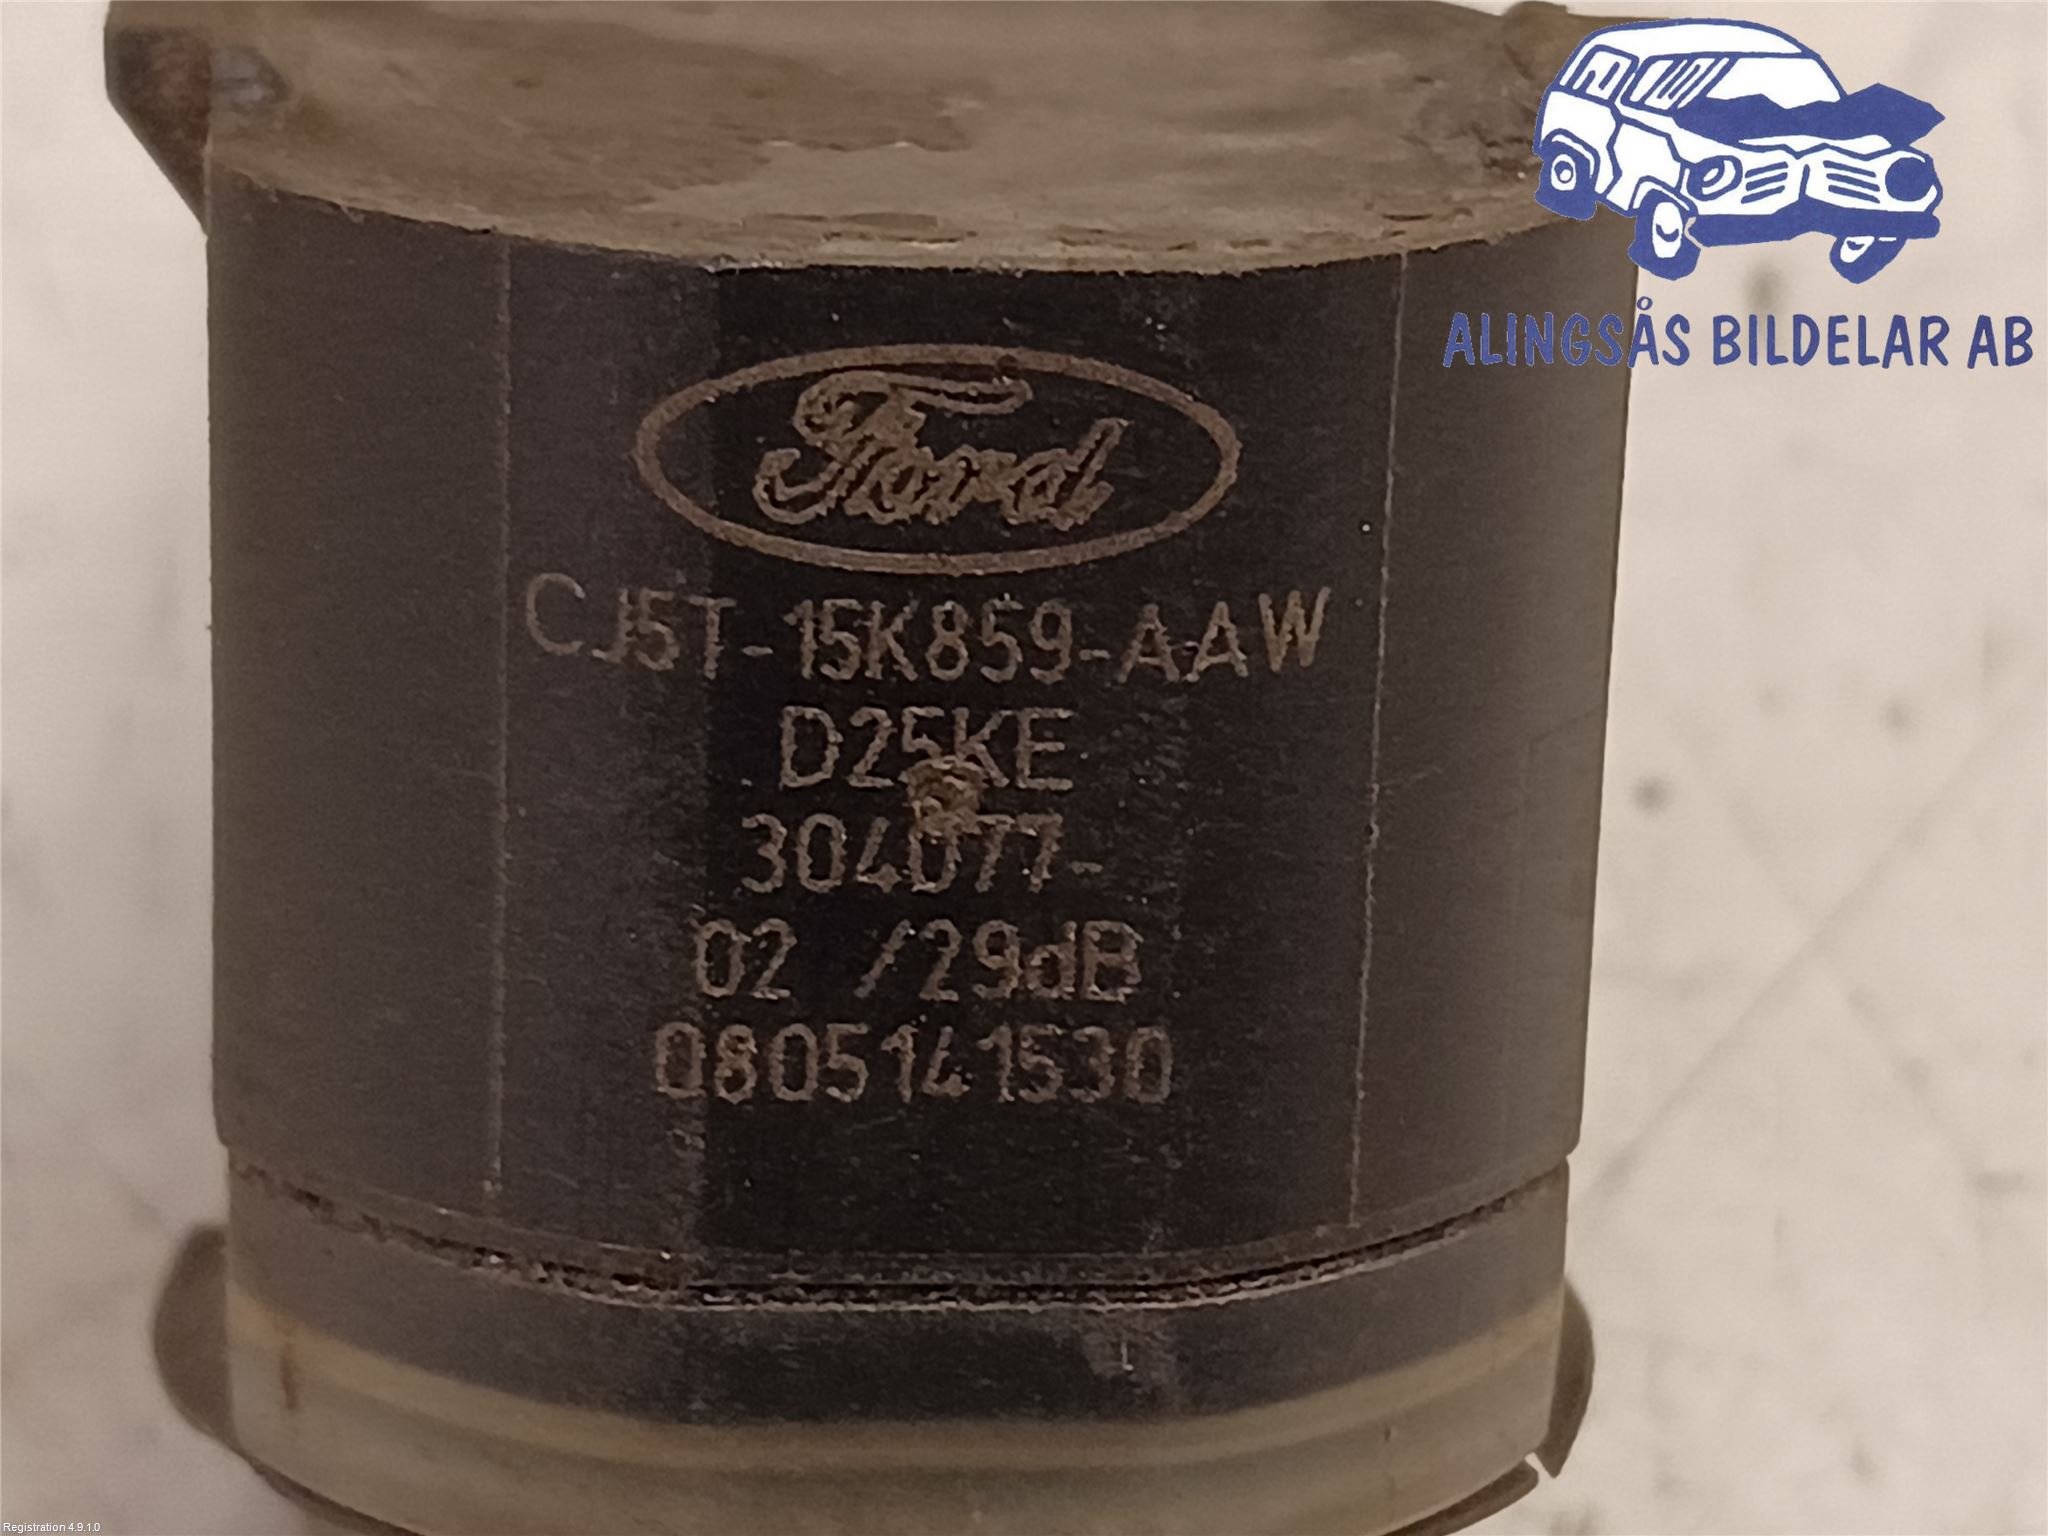 ALINGSÅS BILDELAR AB
Ford
CJ5T-15K859-AAW
D25KE
304077-
02 /29dB
0805141530
Registration 4.9.1.0